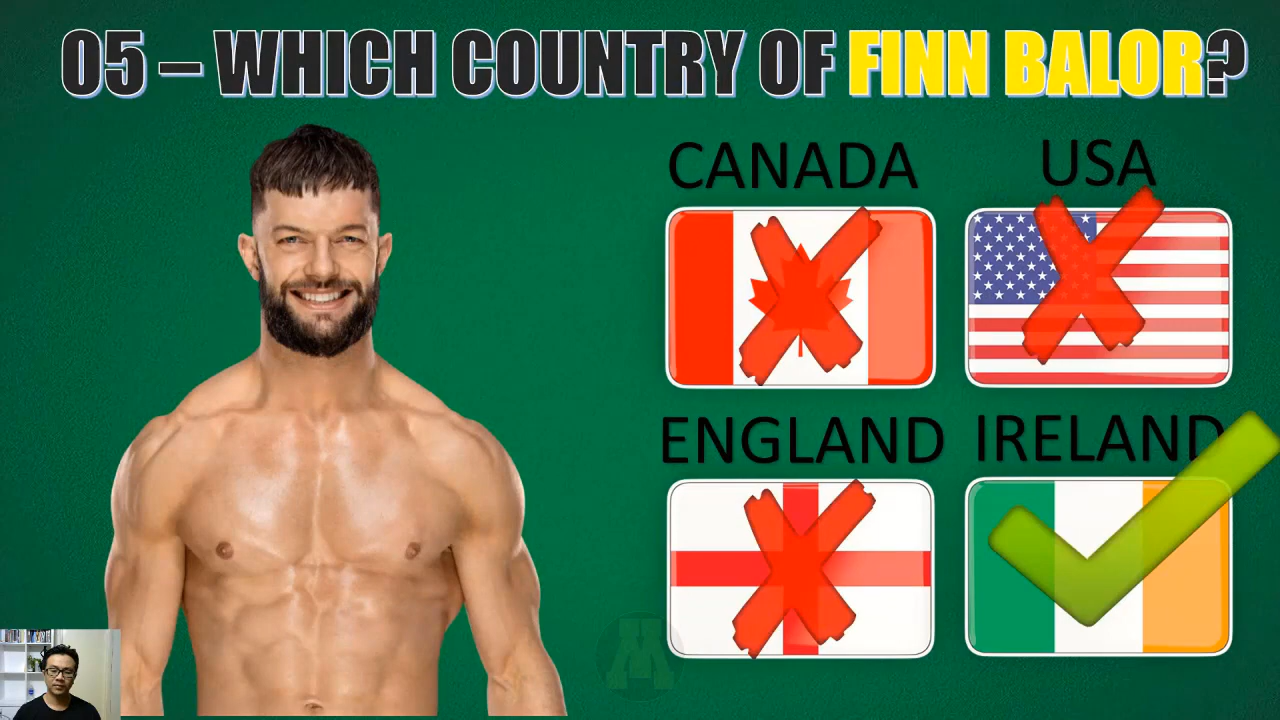 05 – WHICH COUNTRY OF FINN BALOR?
CANADA
USA
ENGLAND
IRELAND